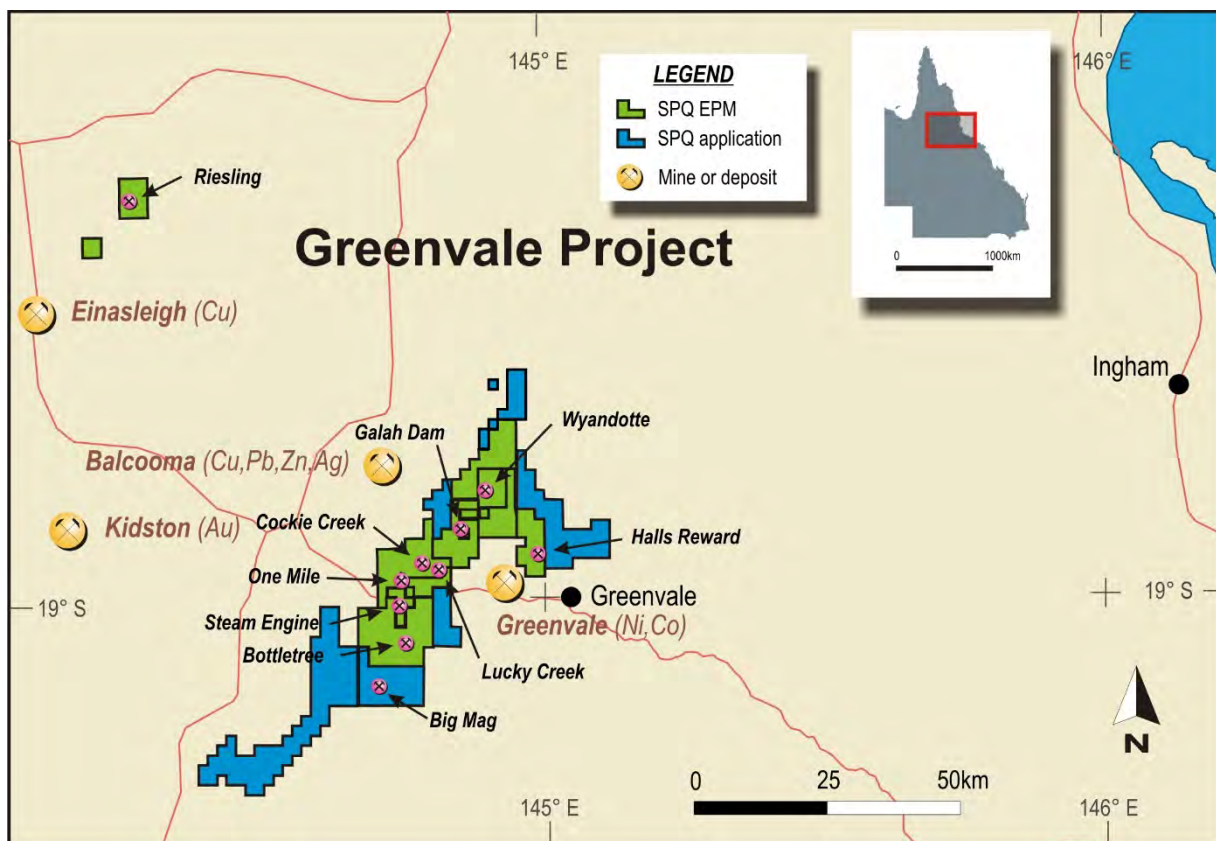 145° E
146° E
LEGEND
SPQ EPM
SPQ application
Mine or deposit
0
1000km
Riesling
Greenvale Project
Einasleigh (Cu)
Ingham
Wyandotte
Galah Dam
Balcooma (Cu,Pb,Zn,Ag)
Cockie Creek
Kidston (Au)
Halls Reward
One Mile
Greenvale
19° S
19° S
Steam Engine
Greenvale (Ni,Co)
Bottletree
Lucky Creek
Big Mag
N
0
25
50km
145° E
146° E